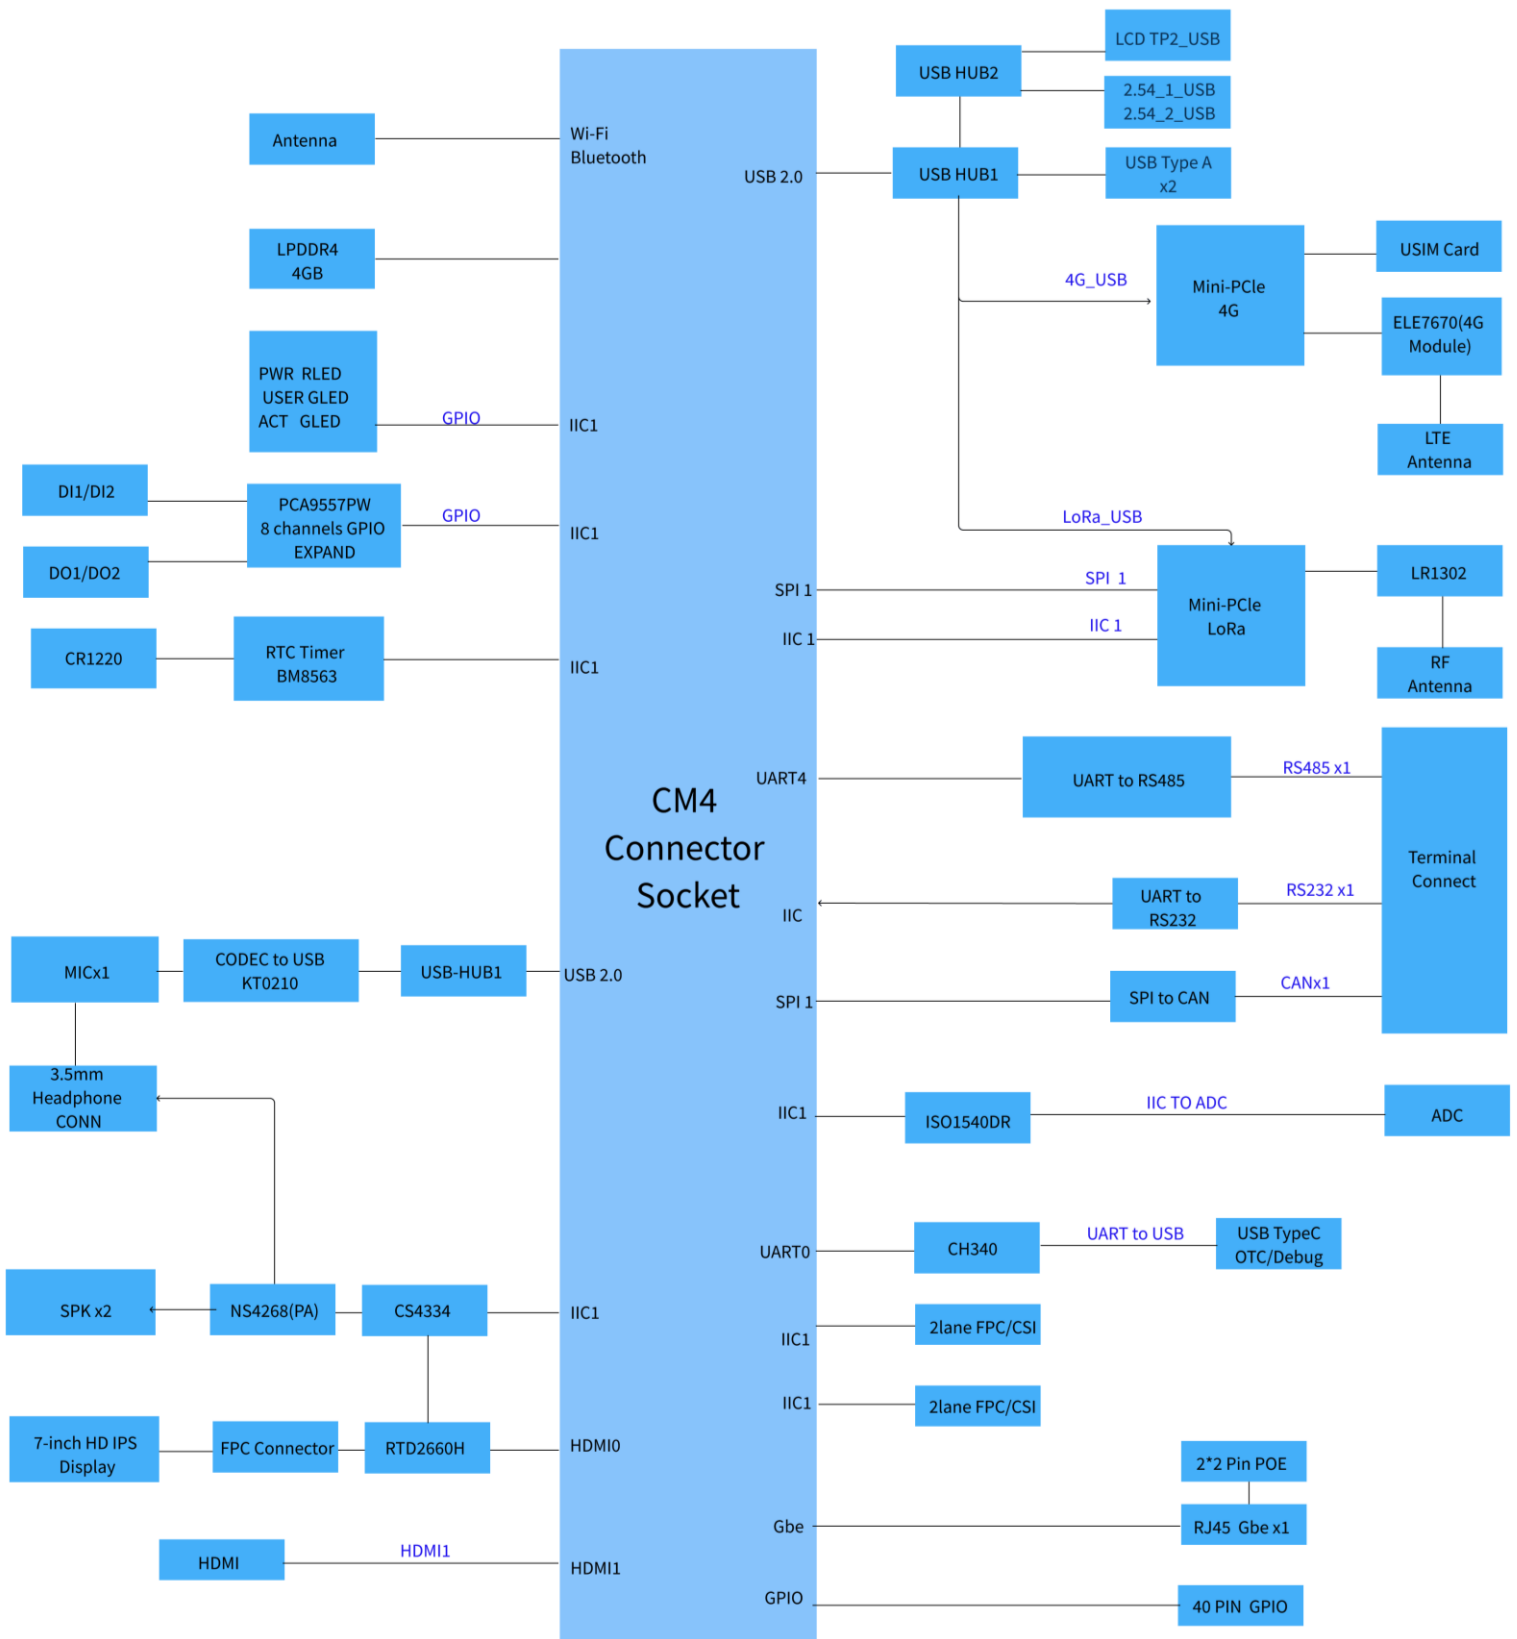 LCD TP2_USB
USB HUB2
2.54_1_USB
2.54_2_USB
Antenna
Wi-Fi
Bluetooth
USB 2.0
USB HUB1
USB Type A
x2
LPDDR4
4GB
4G_USB
Mini-PCIe
4G
USIM Card
ELE7670(4G
Module)
LTE
Antenna
PWR RLED
USER GLED
ACT GLED
GPIO
IIC1
DI1/DI2
PCA9557PW
8 channels GPIO
EXPAND
GPIO
IIC1
DO1/DO2
LoRa_USB
SPI 1
SPI 1
Mini-PCIe
LoRa
LR1302
IIC 1
IIC 1
RF
Antenna
CR1220
RTC Timer
BM8563
IIC1
UART4
UART to RS485
RS485 x1
CM4
Connector
Socket
Terminal
Connect
IIC
UART to
RS232
RS232 x1
MICx1
CODEC to USB
KT0210
USB-HUB1
USB 2.0
SPI 1
SPI to CAN
CANx1
3.5mm
Headphone
CONN
IIC1
ISO1540DR
IIC TO ADC
ADC
UART0
CH340
UART to USB
USB TypeC
OTC/Debug
SPK x2
NS4268(PA)
CS4334
IIC1
IIC1
2lane FPC/CSI
IIC1
2lane FPC/CSI
7-inch HD IPS
Display
FPC Connector
RTD2660H
HDMI0
2*2 Pin POE
Gbe
RJ45 Gbe x1
HDMI
HDMI1
HDMI1
GPIO
40 PIN GPIO